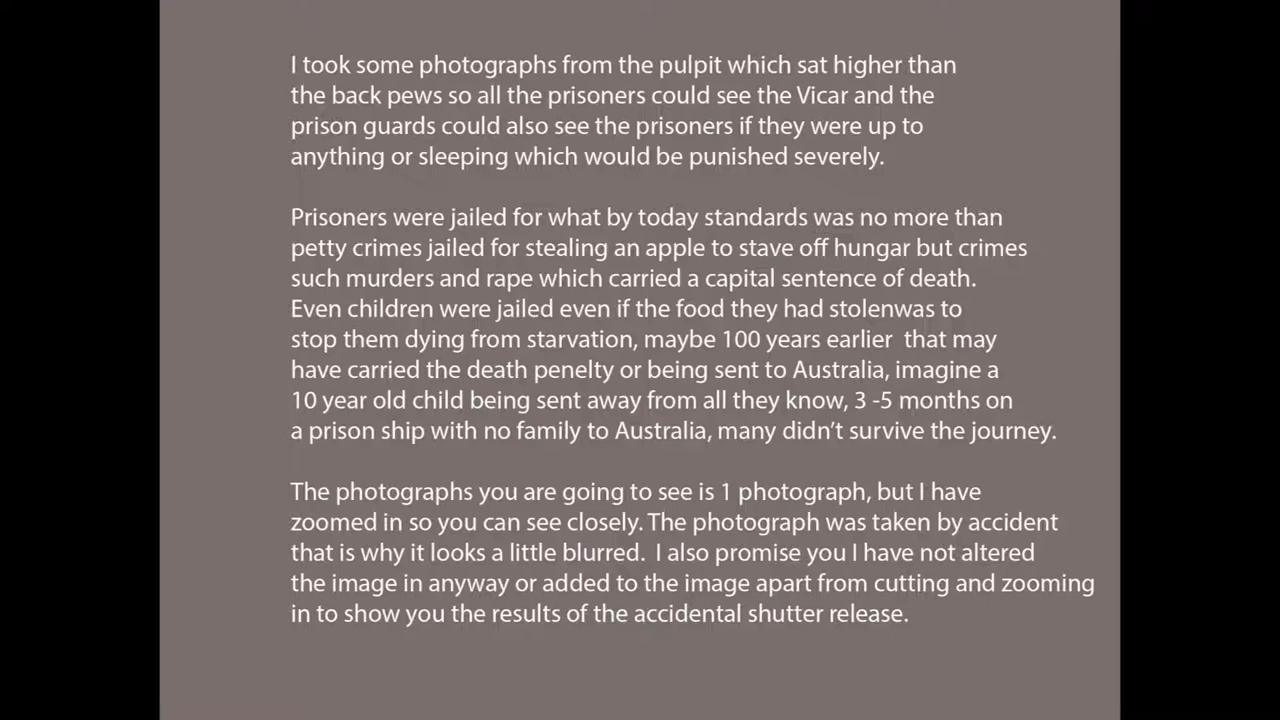 I took some photographs from the pulpit which sat higher than
the back pews so all the prisoners could see the Vicar and the
prison guards could also see the prisoners if they were up to
anything or sleeping which would be punished severely.
Prisoners were jailed for what by today standards was no more than
petty crimes jailed for stealing an apple to stave off hungar but crimes
such murders and rape which carried a capital sentence of death.
Even children were jailed even if the food they had stolenwas to
stop them dying from starvation, maybe 100 years earlier  that may
have carried the death penelty or being sent to Australia, imagine a
10 year old child being sent away from all they know, 3 -5 months on
a prison ship with no family to Australia, many didn’t survive the journey.
The photographs you are going to see is 1 photograph, but I have
zoomed in so you can see closely. The photograph was taken by accident
that is why it looks a little blurred.  I also promise you I have not altered
the image in anyway or added to the image apart from cutting and zooming
in to show you the results of the accidental shutter release.